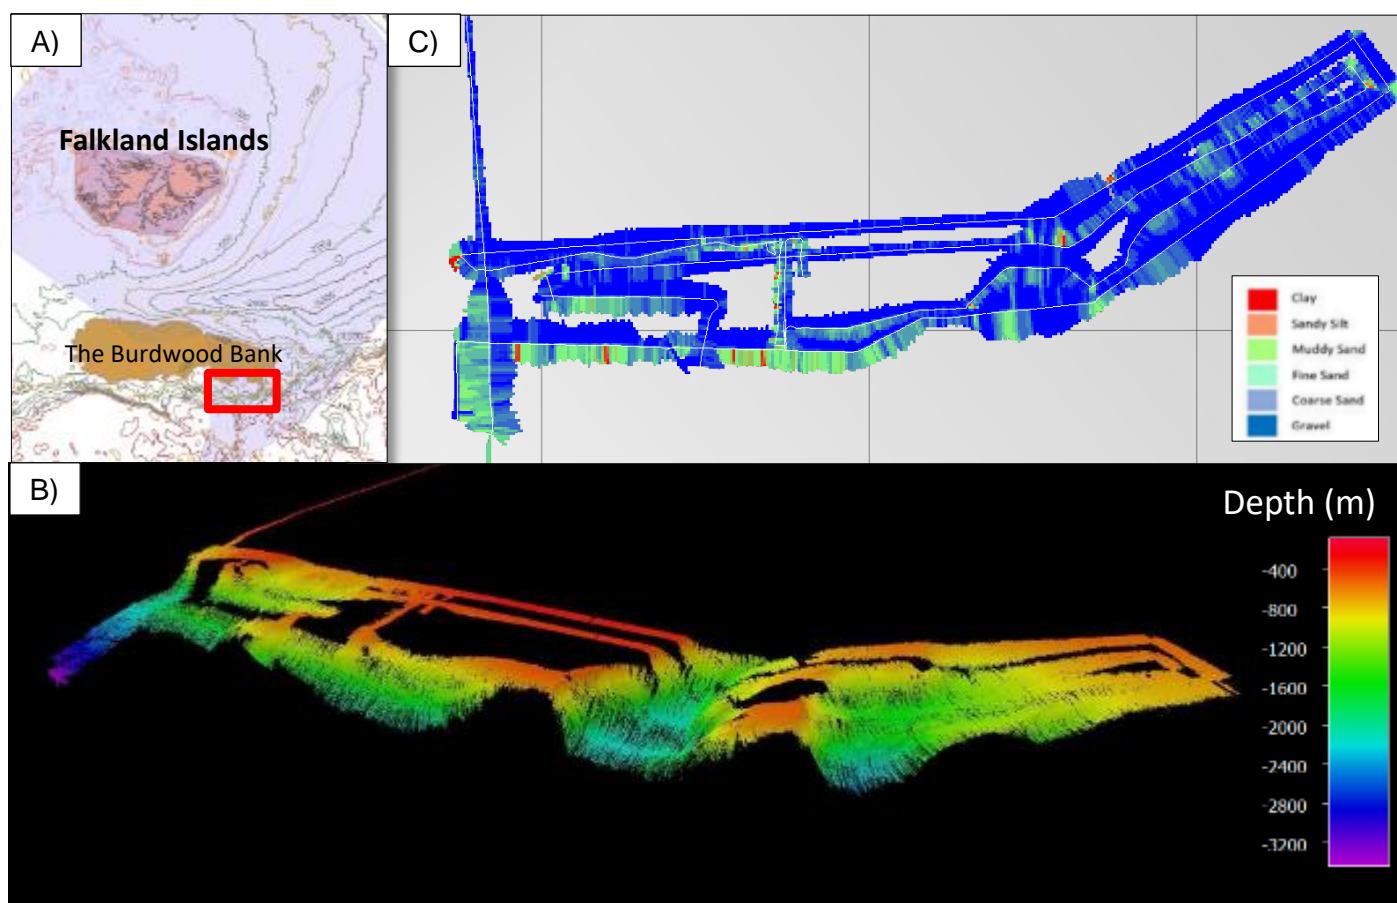 A)
Falkland Islands
The Burdwood Bank
C)
Clay
Sandy Silt
Muddy Sand
Fine Sand
Coarse Sand
Gravel
B)
Depth (m)
-400
-800
-1200
-1600
-2000
-2400
-2800
-3200